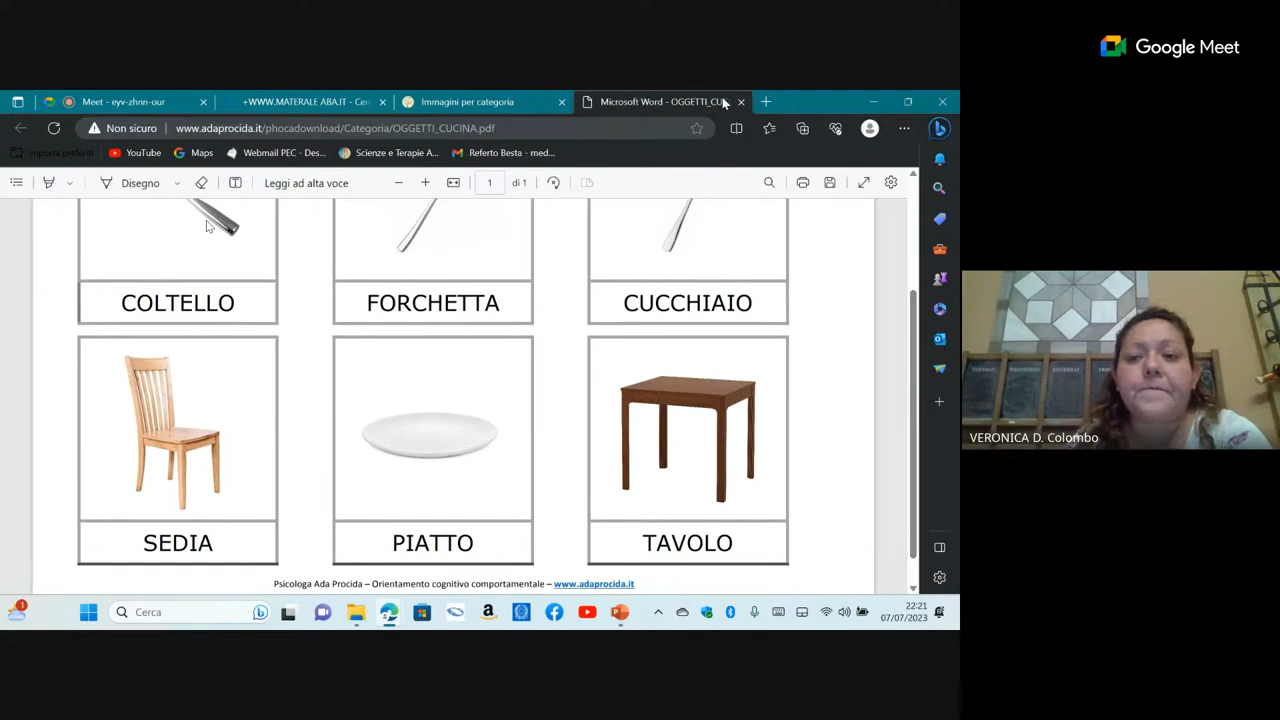 Google Meet
Meet - eyv-zhnn-our
+WWW.MATERALE ABA.IT - Cer
Immagini per categoria
Microsoft Word - OGGETTI_CU
Non sicuro
www.adaprocida.it/phocadownload/Categoria/OGGETTI_CUCINA.pdf
Importa preferiti
YouTube
Maps
Webmail PEC - Des...
Scienze e Terapie A...
Referto Besta - med...
Disegno
Leggi ad alta voce
1
di 1
COLTELLO
FORCHETTA
CUCCHIAIO
SEDIA
PIATTO
TAVOLO
Psicologa Ada Procida – Orientamento cognitivo comportamentale – www.adaprocida.it
VERONICA D. Colombo
1
Cerca
22:21
07/07/2023